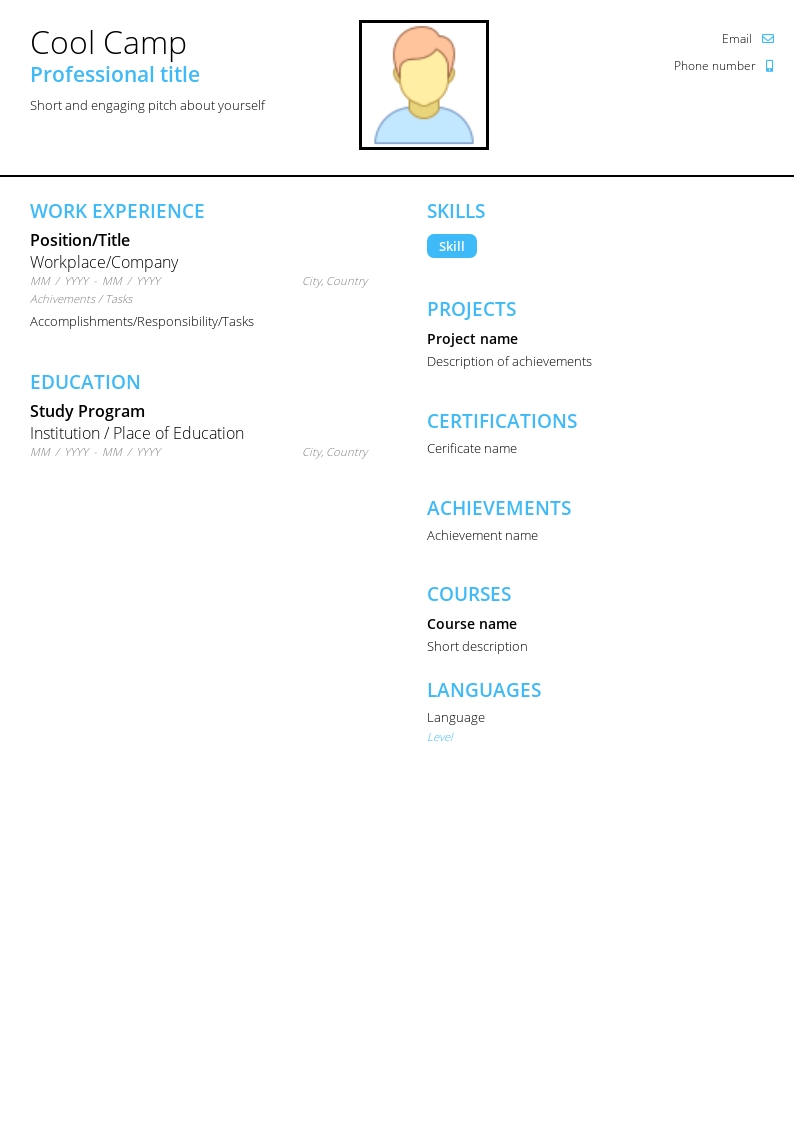 Cool Camp
Professional title
Short and engaging pitch about yourself
Email
Phone number
WORK EXPERIENCE
Position/Title
Workplace/Company
MM / YYYY - MM / YYYY City, Country
Achivements / Tasks
Accomplishments/Responsibility/Tasks
EDUCATION
Study Program
Institution / Place of Education
MM / YYYY - MM / YYYY City, Country
SKILLS
Skill
PROJECTS
Project name
Description of achievements
CERTIFICATIONS
Cerificate name
ACHIEVEMENTS
Achievement name
COURSES
Course name
Short description
LANGUAGES
Language
Level